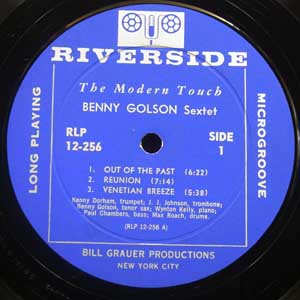 RIVERSIDE
The Modern Touch
BENNY GOLSON Sextet
RLP
12-256
SIDE
1
LONG PLAYING
MICROGROOVE
1. OUT OF THE PAST (6:22)
2. REUNION (7:14)
3. VENETIAN BREEZE (5:38)
Kenny Dorham, trumpet; J. J. Johnson, trombone;
Benny Golson, tenor sax; Wynton Kelly, piano;
Paul Chambers, bass; Max Roach, drums.
(RLP 12-256 A)
BILL GRAUER PRODUCTIONS
NEW YORK CITY